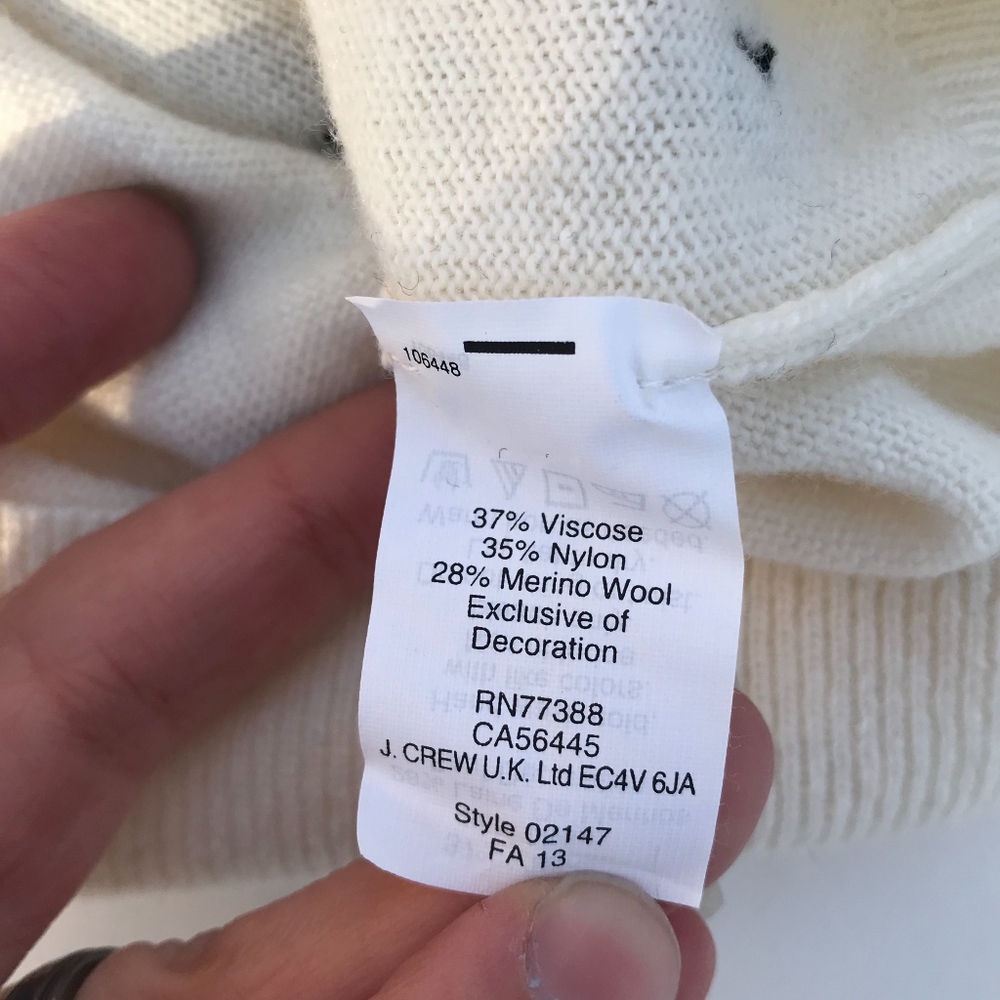 106448
37% Viscose
35% Nylon
28% Merino Wool
Exclusive of
Decoration
RN77388
CA56445
J. CREW U.K. Ltd EC4V 6JA
Style 02147
FA 13